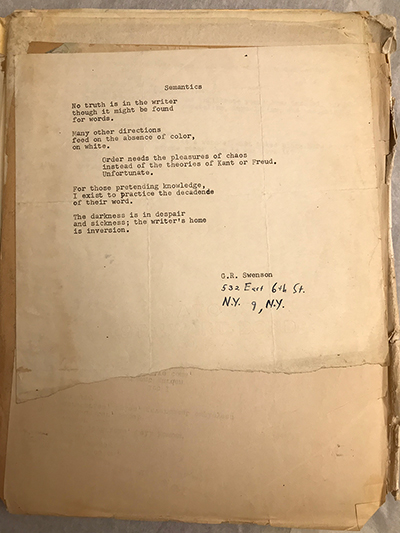 Semantics
No truth is in the writer
though it might be found
for words.
Many other directions
feed on the absence of color,
on white.
Order needs the pleasures of chaos
instead of the theories of Kant or Freud.
Unfortunate.
For those pretending knowledge,
I exist to practice the decadence
of their word.
The darkness is in despair
and sickness; the writer's home
is inversion.
G.R. Swenson
532 East 6th St.
N.Y. 9, N.Y.